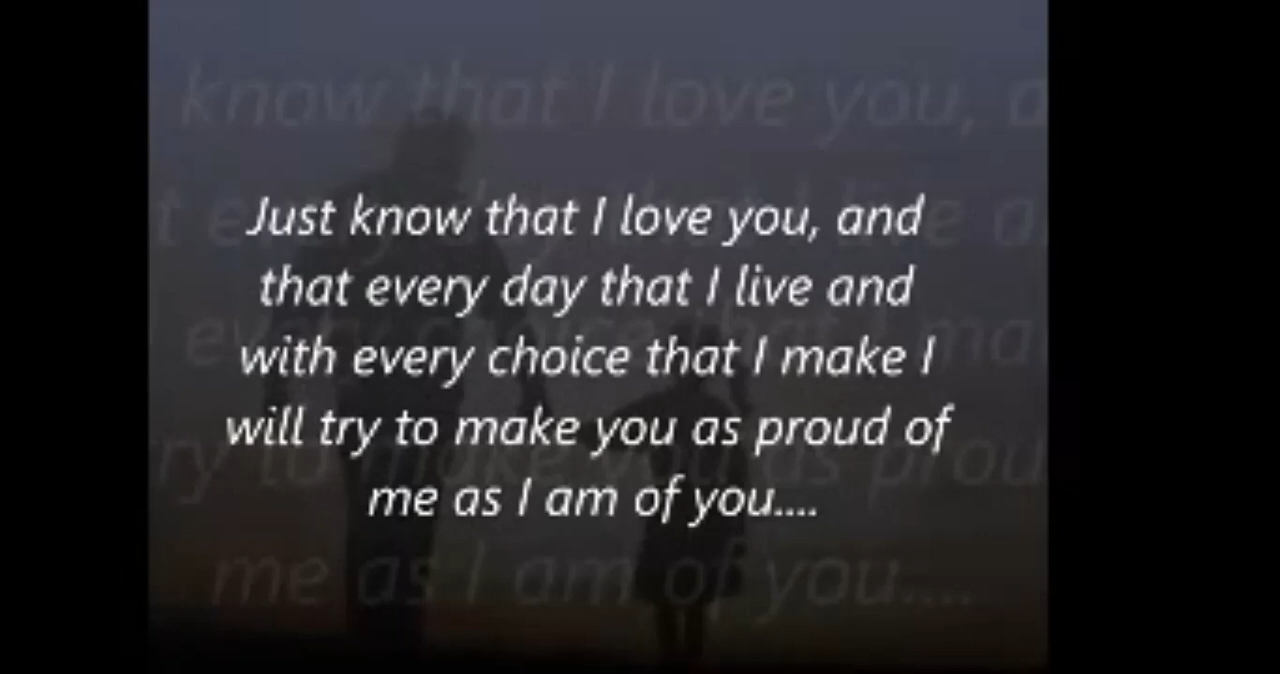 Just know that I love you, and
that every day that I live and
with every choice that I make I
will try to make you as proud of
me as I am of you....